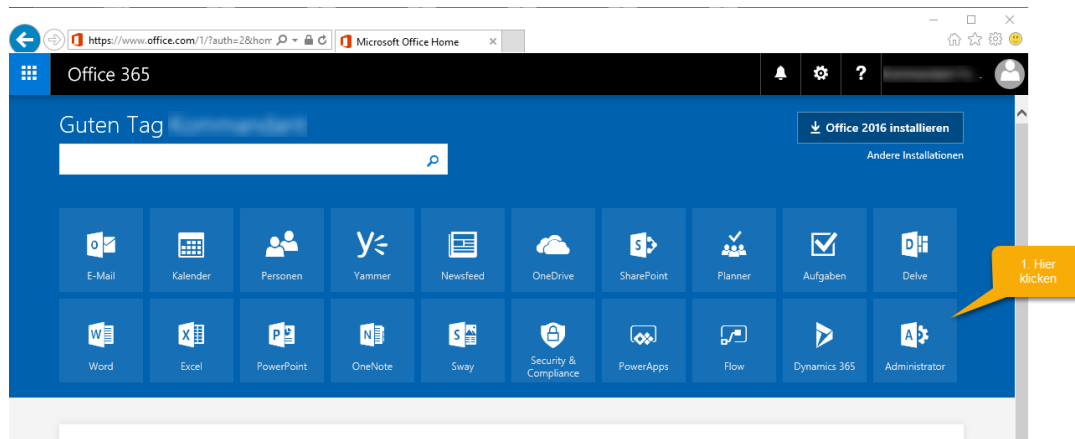 https://www.office.com/1/?auth=2&hom
Microsoft Office Home
Office 365
Guten Tag
Office 2016 installieren
Andere Installationen
E-Mail
Kalender
Personen
Yammer
Newsfeed
OneDrive
SharePoint
Planner
Aufgaben
Delve
1. Hier
klicken
Word
Excel
PowerPoint
OneNote
Sway
Security &
Compliance
PowerApps
Flow
Dynamics 365
Administrator